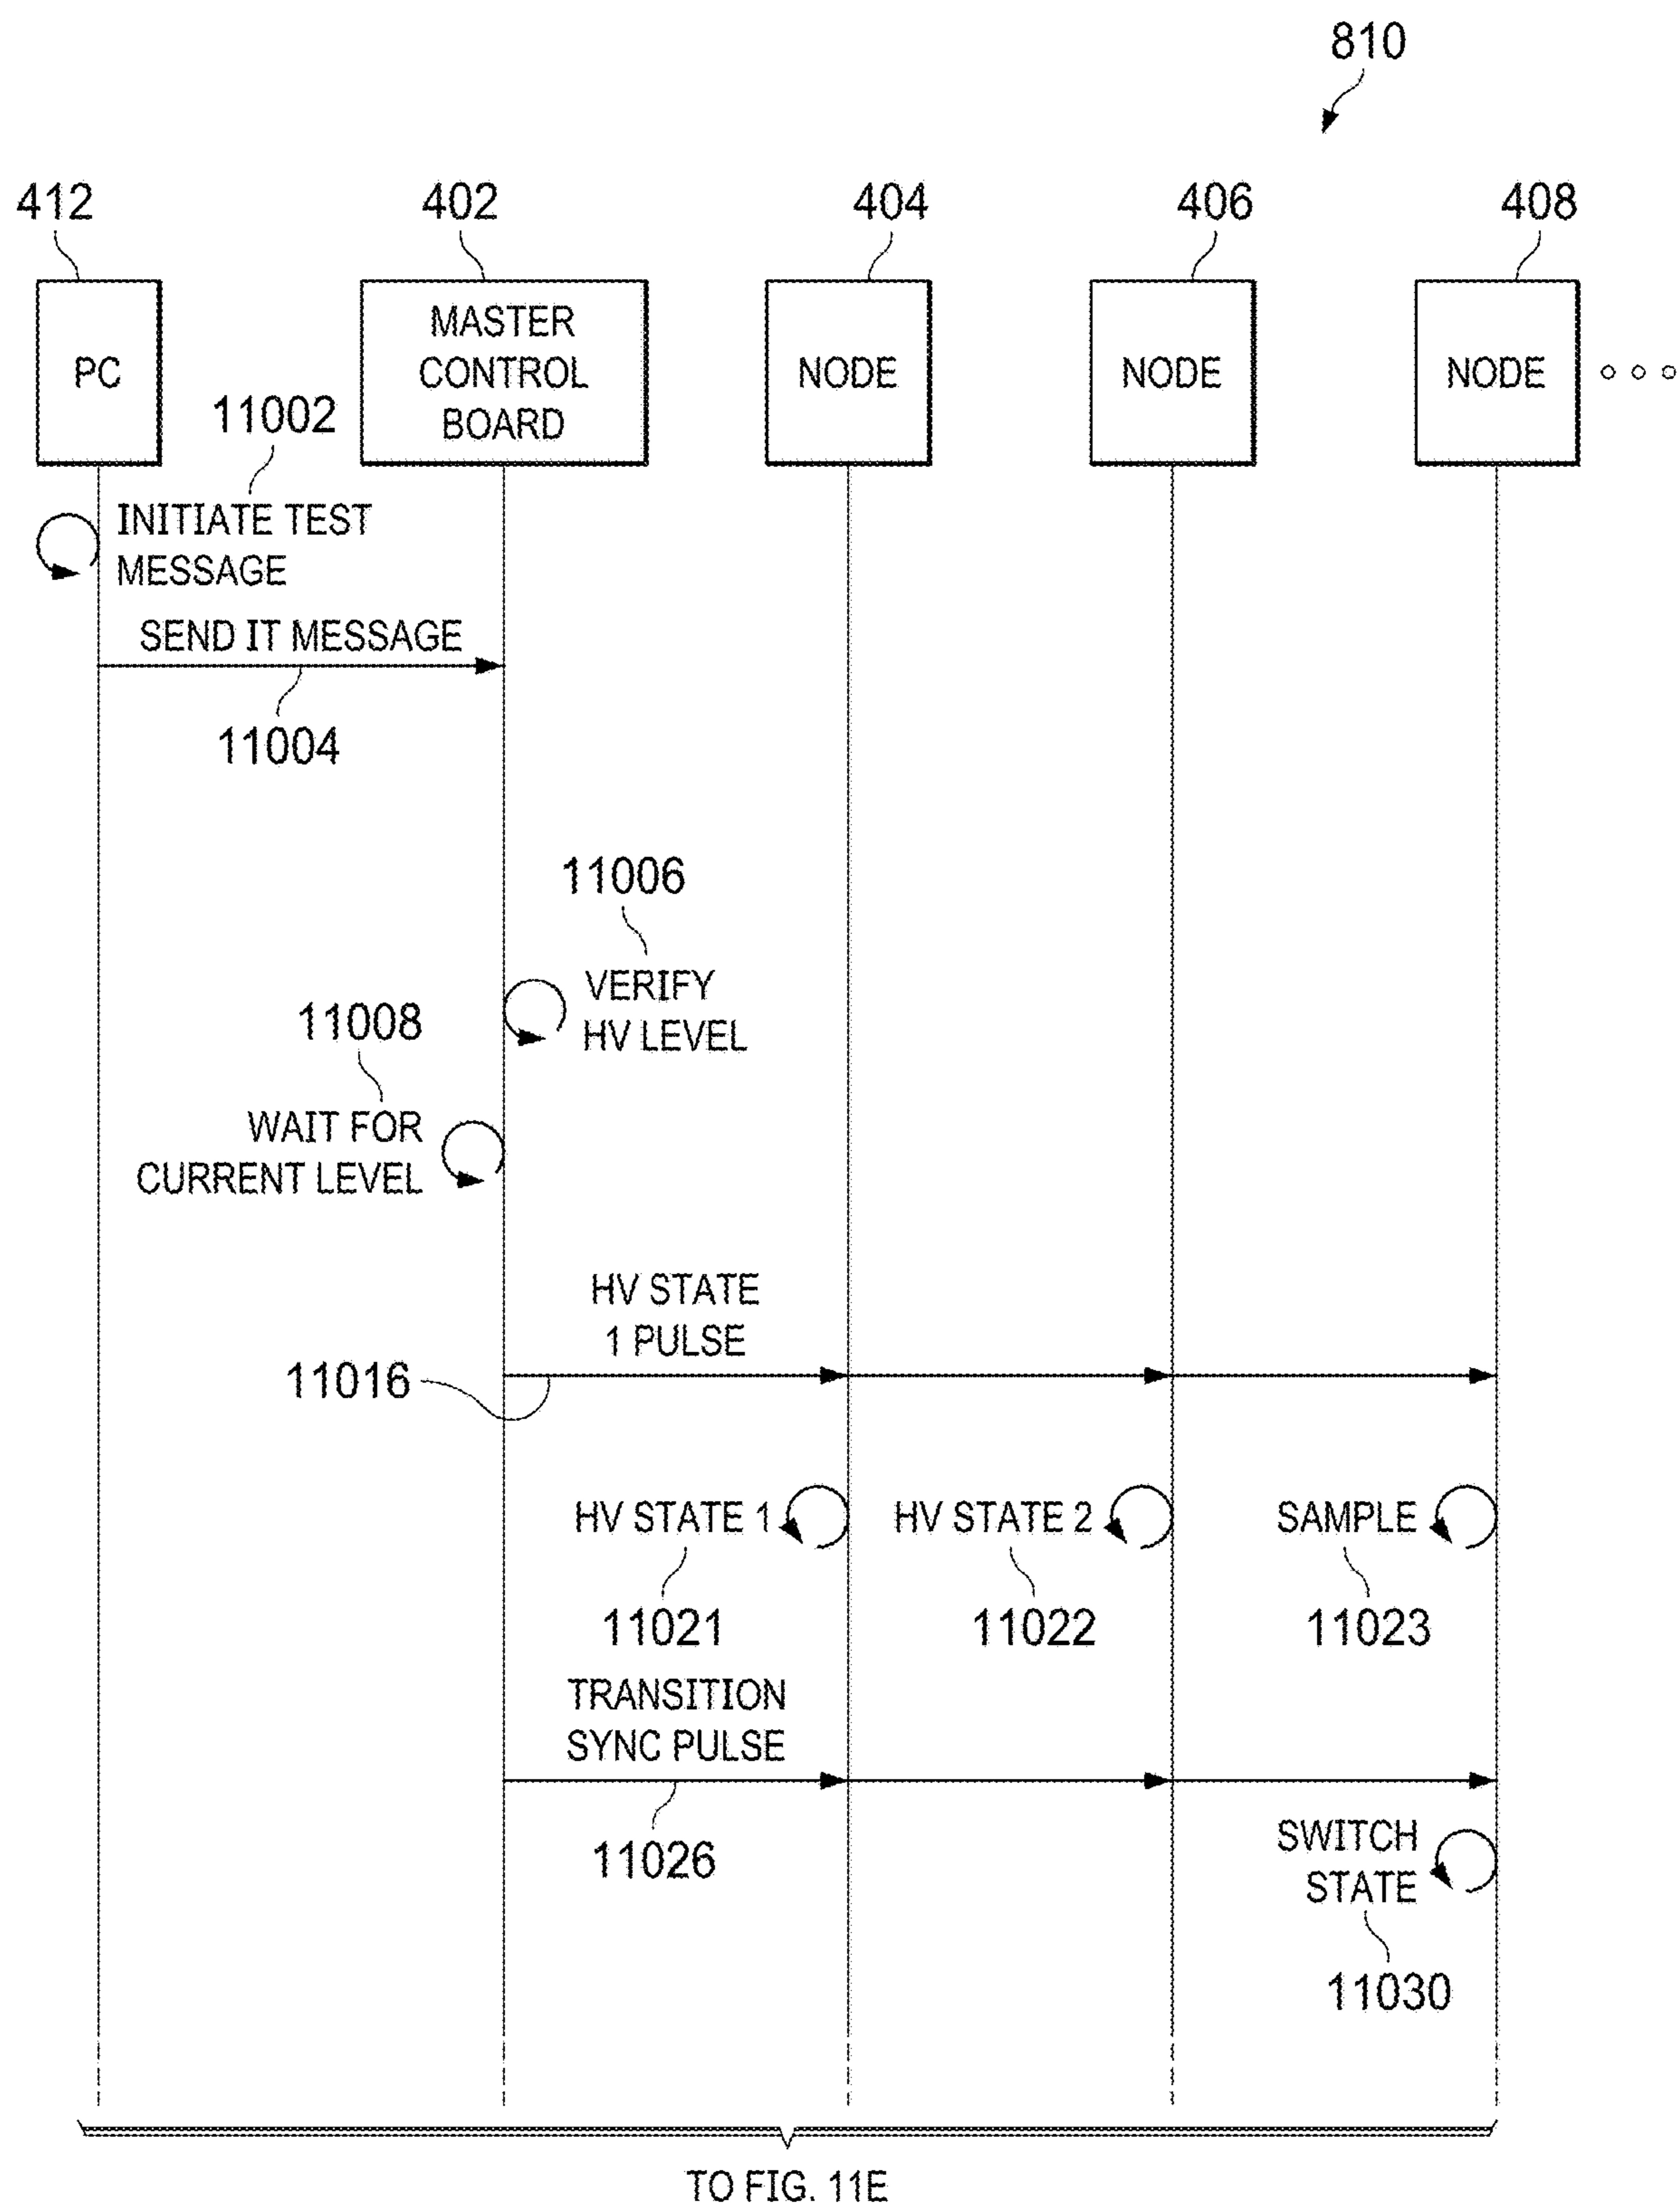 810
412
402
404
406
408
PC
MASTER
CONTROL
BOARD
NODE
NODE
NODE
11002
INITIATE TEST
MESSAGE
SEND IT MESSAGE
11004
11006
VERIFY
HV LEVEL
11008
WAIT FOR
CURRENT LEVEL
HV STATE
1 PULSE
11016
HV STATE 1
HV STATE 2
SAMPLE
11021
11022
11023
TRANSITION
SYNC PULSE
11026
SWITCH
STATE
11030
TO FIG. 11E